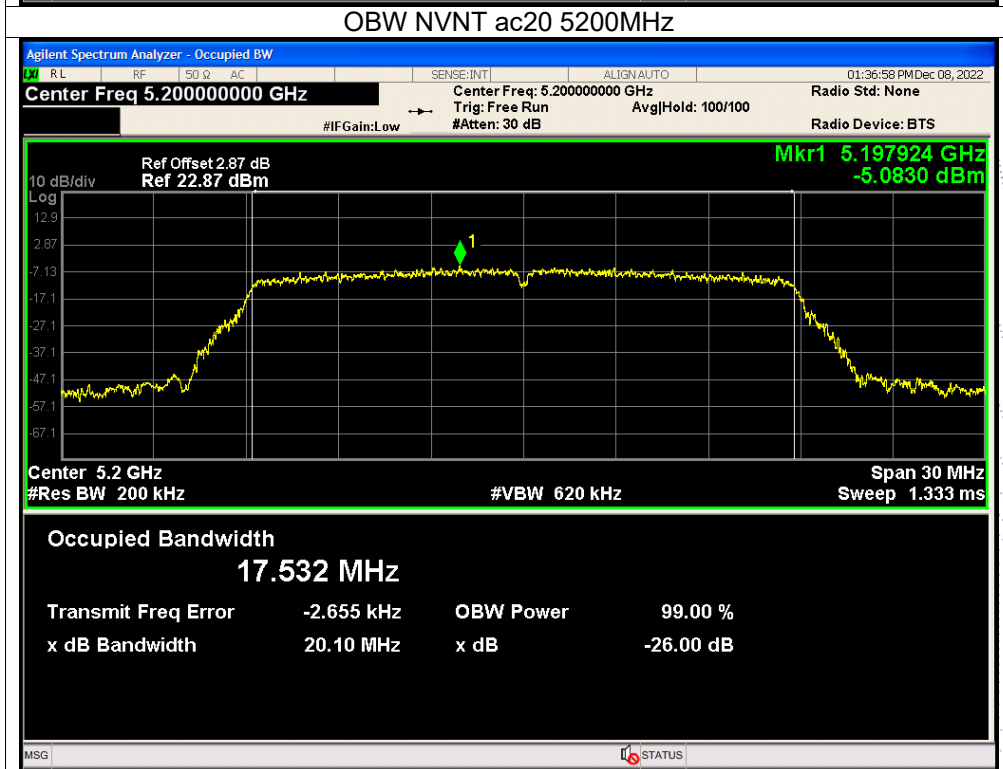 OBW NVNT ac20 5200MHz
Agilent Spectrum Analyzer - Occupied BW
LXI RL RF 50 Ω AC SENSE:INT ALIGN AUTO 01:36:58 PM Dec 08, 2022
Center Freq 5.200000000 GHz Center Freq: 5.200000000 GHz Radio Std: None
Trig: Free Run Avg|Hold: 100/100
#IFGain:Low #Atten: 30 dB Radio Device: BTS
Mkr1 5.197924 GHz
-5.0830 dBm
Ref Offset 2.87 dB
10 dB/div Ref 22.87 dBm
Log
12.9
2.87
-7.13
-17.1
-27.1
-37.1
-47.1
-57.1
-67.1
1
Center 5.2 GHz Span 30 MHz
#Res BW 200 kHz #VBW 620 kHz Sweep 1.333 ms
Occupied Bandwidth
17.532 MHz
Transmit Freq Error -2.655 kHz OBW Power 99.00 %
x dB Bandwidth 20.10 MHz x dB -26.00 dB
MSG STATUS